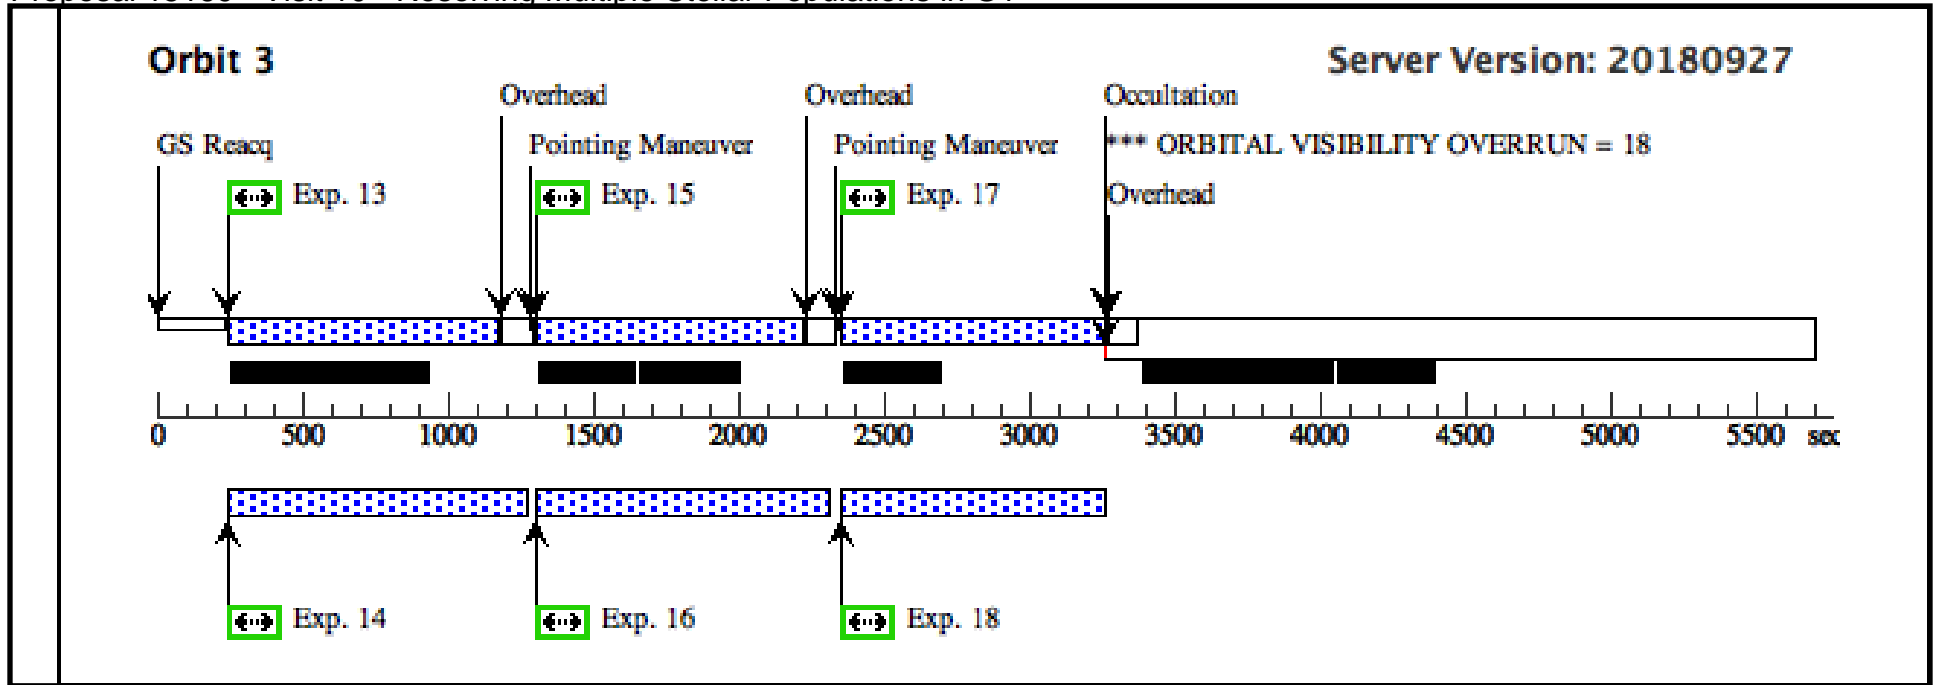 Orbit 3
Server Version: 20180927
Overhead
Overhead
Occultation
GS Reacq
Pointing Maneuver
Pointing Maneuver
*** ORBITAL VISIBILITY OVERRUN = 18
Exp. 13
Exp. 15
Exp. 17
Overhead
0
500
1000
1500
2000
2500
3000
3500
4000
4500
5000
5500
sec
Exp. 14
Exp. 16
Exp. 18